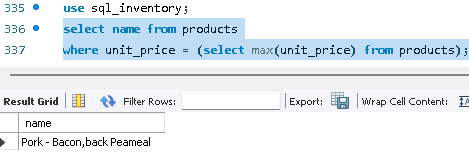 335 use sql_inventory;
336 select name from products
337 where unit_price = (select max(unit_price) from products);
Result Grid Filter Rows: Export: Wrap Cell Content:
name
Pork - Bacon,back Peameal